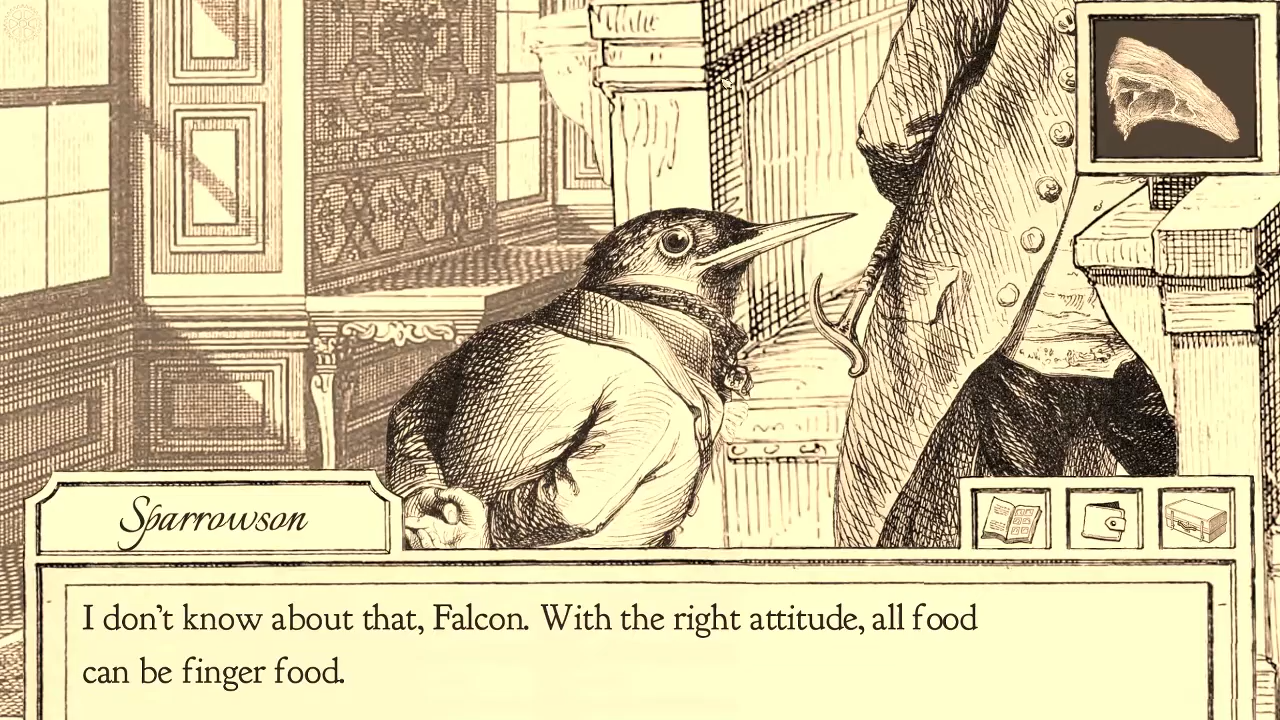 Sparrowson
I don't know about that, Falcon. With the right attitude, all food
can be finger food.